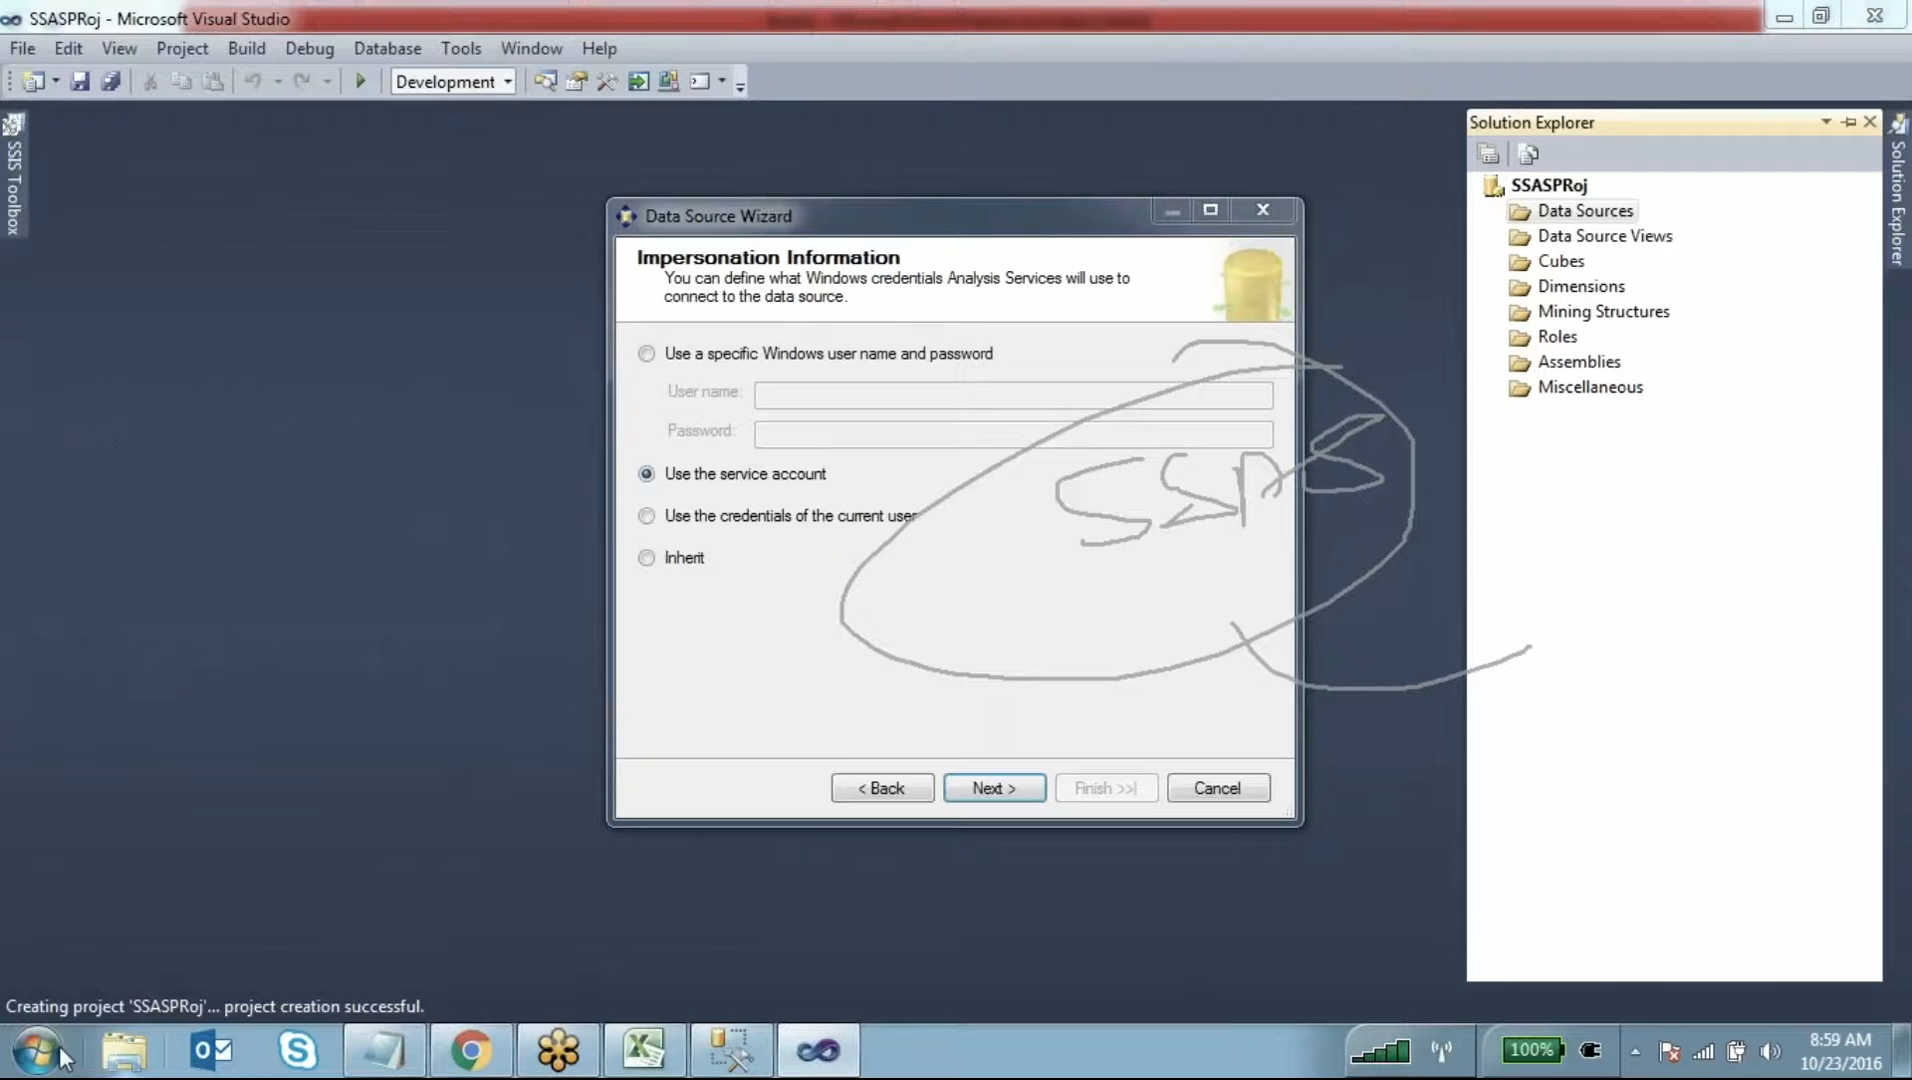 SSASPRoj - Microsoft Visual Studio
File Edit View Project Build Debug Database Tools Window Help
Development
SSIS Toolbox
Solution Explorer
Solution Explorer
SSASPRoj
Data Sources
Data Source Views
Cubes
Dimensions
Mining Structures
Roles
Assemblies
Miscellaneous
Data Source Wizard
Impersonation Information
You can define what Windows credentials Analysis Services will use to
connect to the data source.
Use a specific Windows user name and password
User name:
Password:
Use the service account
Use the credentials of the current user
Inherit
< Back Next > Finish >>| Cancel
Creating project 'SSASPRoj'... project creation successful.
100%
8:59 AM
10/23/2016